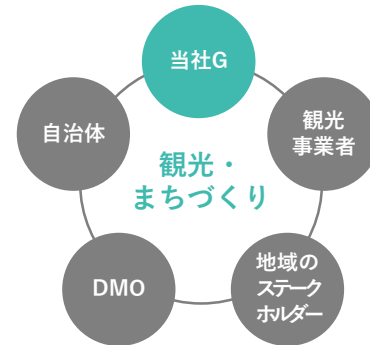 当社G
観光
事業者
地域の
ステーク
ホルダー
DMO
自治体
観光・
まちづくり